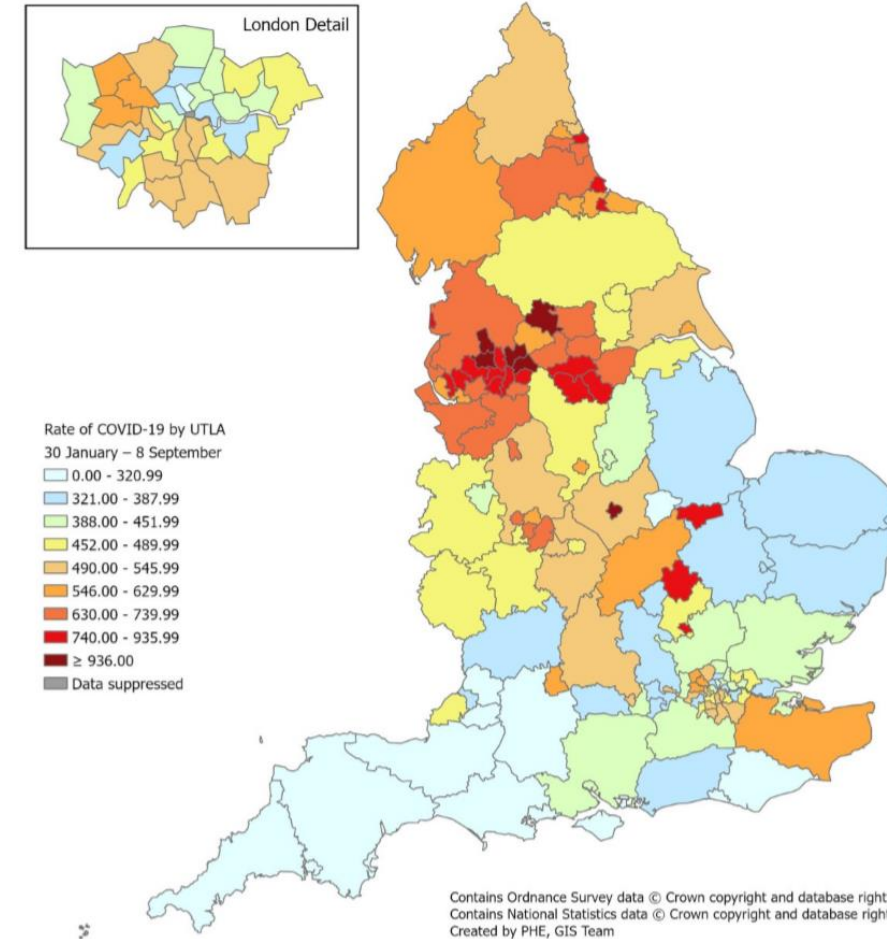 London Detail
Rate of COVID-19 by UTLA
30 January – 8 September
0.00 - 320.99
321.00 - 387.99
388.00 - 451.99
452.00 - 489.99
490.00 - 545.99
546.00 - 629.99
630.00 - 739.99
740.00 - 935.99
≥ 936.00
Data suppressed
Contains Ordnance Survey data © Crown copyright and database right
Contains National Statistics data © Crown copyright and database right
Created by PHE, GIS Team